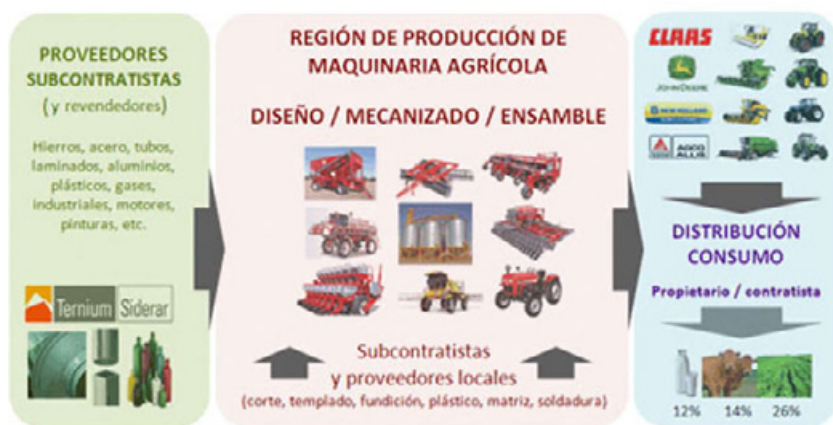 PROVEEDORES
SUBCONTRATISTAS
(y revendedores)
Hierros, acero, tubos,
laminados, aluminios,
plásticos, gases,
industriales, motores,
pinturas, etc.
Ternium Siderar
REGIÓN DE PRODUCCIÓN DE
MAQUINARIA AGRÍCOLA
DISEÑO / MECANIZADO / ENSAMBLE
Subcontratistas
y proveedores locales
(corte, templado, fundición, plástico, matriz, soldadura)
CLAAS
JOHN DEERE
NEW HOLLAND
AGCO
ALLIS
DISTRIBUCIÓN
CONSUMO
Propietario / contratista
12% 14% 26%